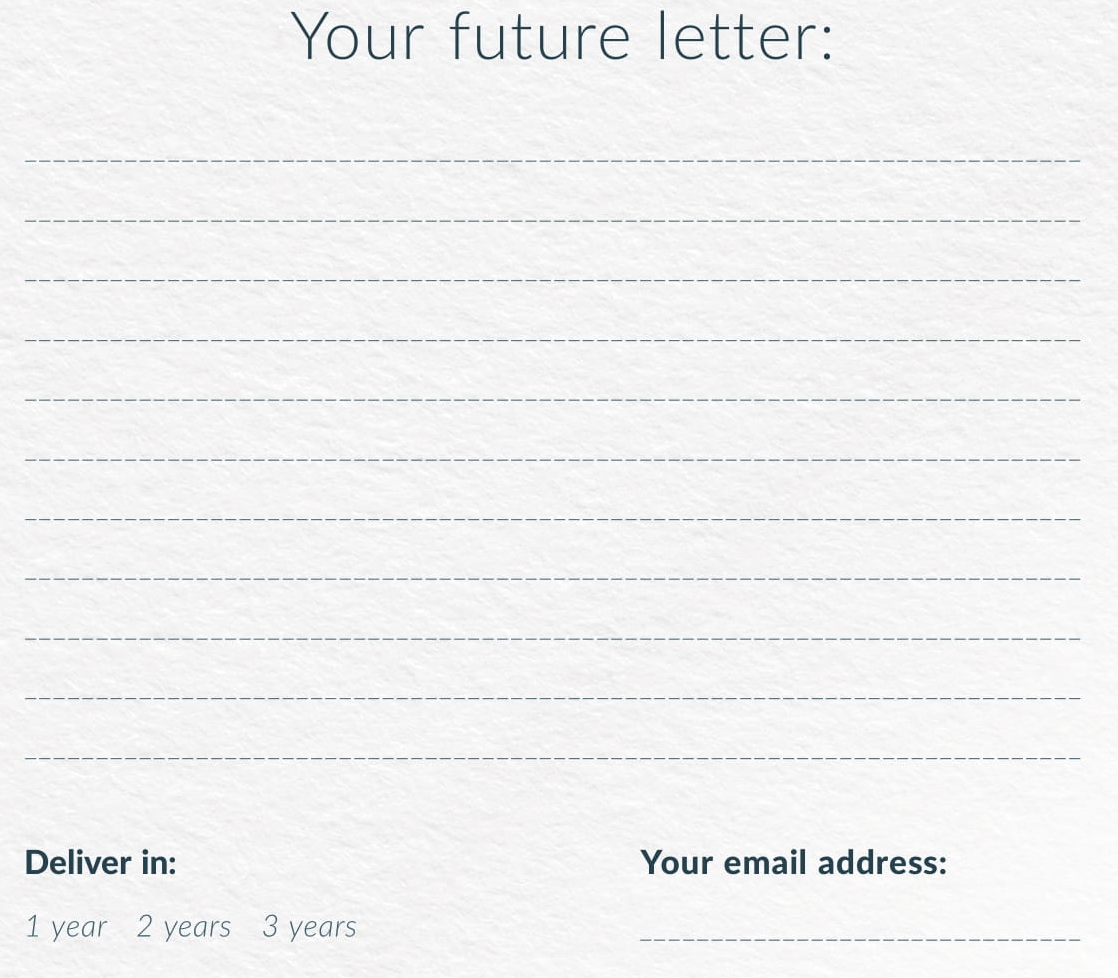 Your future letter:
Deliver in:
Your email address:
1 year 2 years 3 years